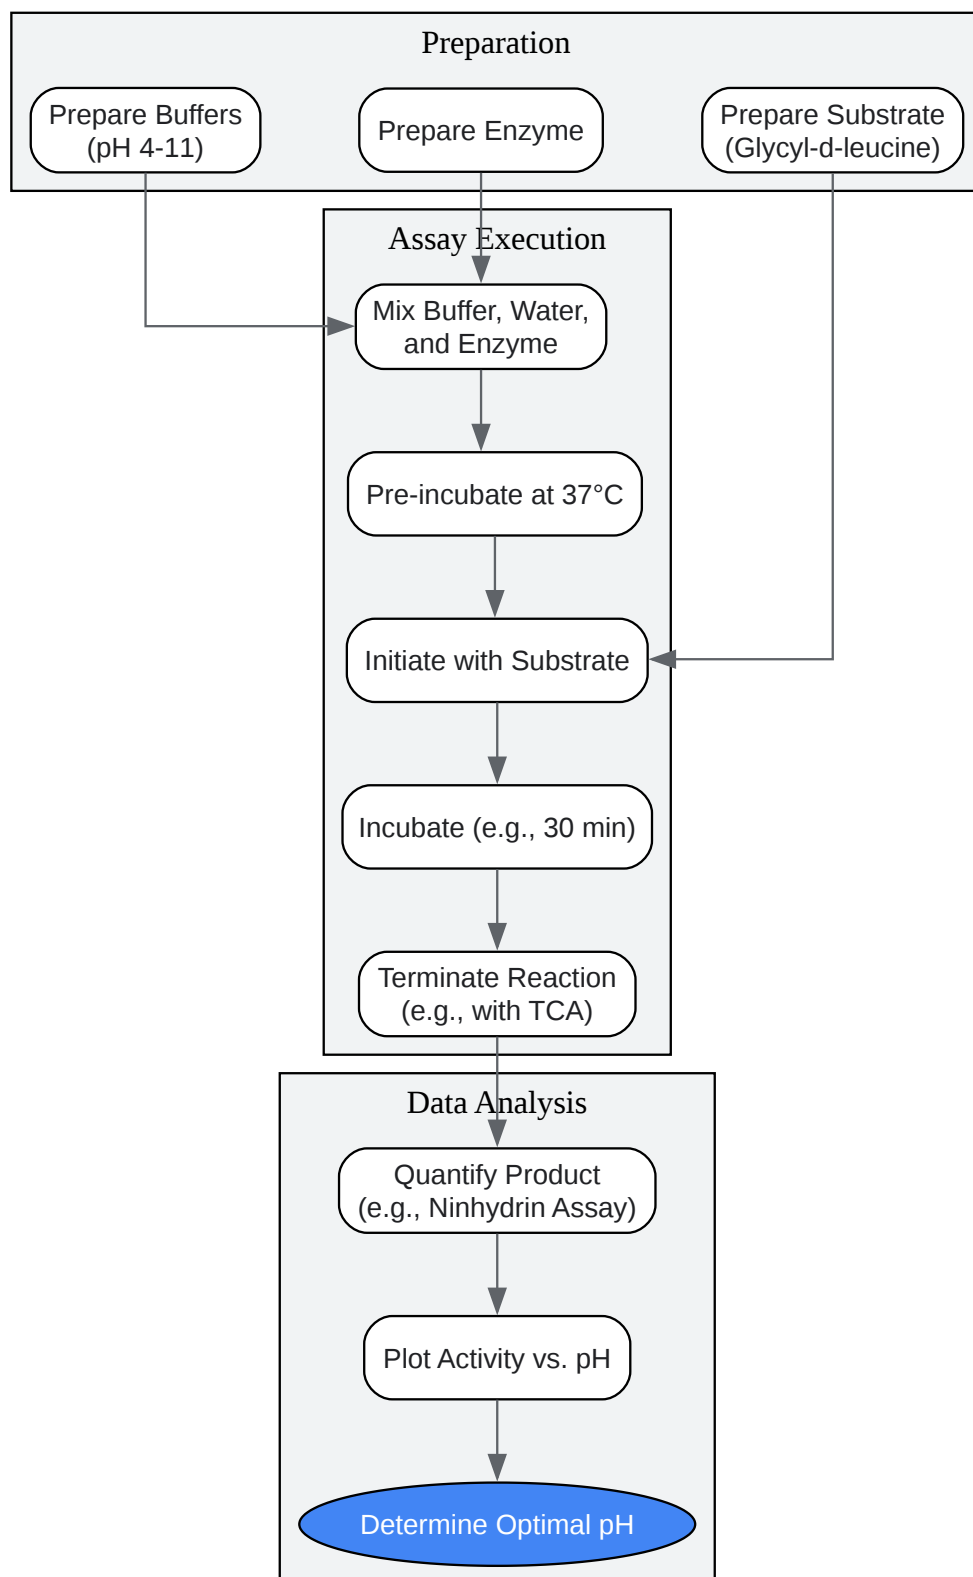 Preparation
Prepare Buffers
(pH 4-11)
Prepare Enzyme
Prepare Substrate
(Glycyl-d-leucine)
Assay Execution
Mix Buffer, Water,
and Enzyme
Pre-incubate at 37°C
Initiate with Substrate
Incubate (e.g., 30 min)
Terminate Reaction
(e.g., with TCA)
Data Analysis
Quantify Product
(e.g., Ninhydrin Assay)
Plot Activity vs. pH
Determine Optimal pH